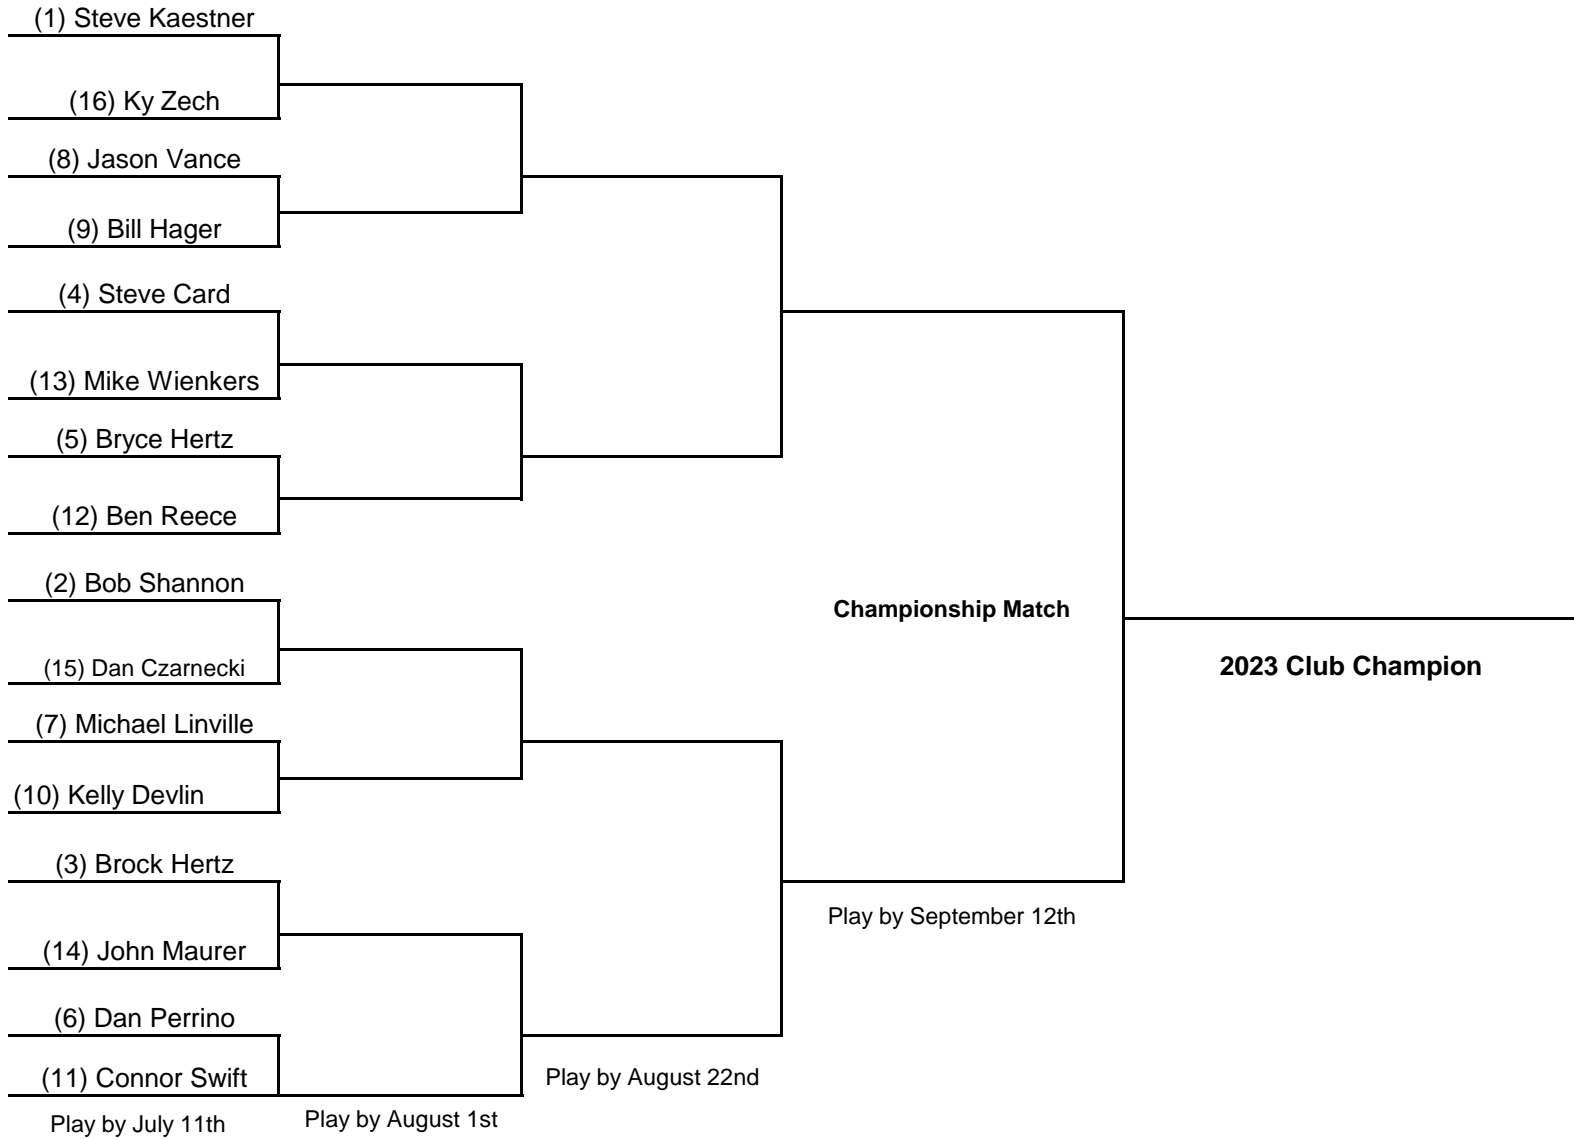 (1) Steve Kaestner
(16) Ky Zech
(8) Jason Vance
(9) Bill Hager
(4) Steve Card
(13) Mike Wienkers
(5) Bryce Hertz
(12) Ben Reece
(2) Bob Shannon
Championship Match
(15) Dan Czarnecki
2023 Club Champion
(7) Michael Linville
(10) Kelly Devlin
(3) Brock Hertz
Play by September 12th
(14) John Maurer
(6) Dan Perrino
(11) Connor Swift
Play by August 22nd
Play by July 11th
Play by August 1st